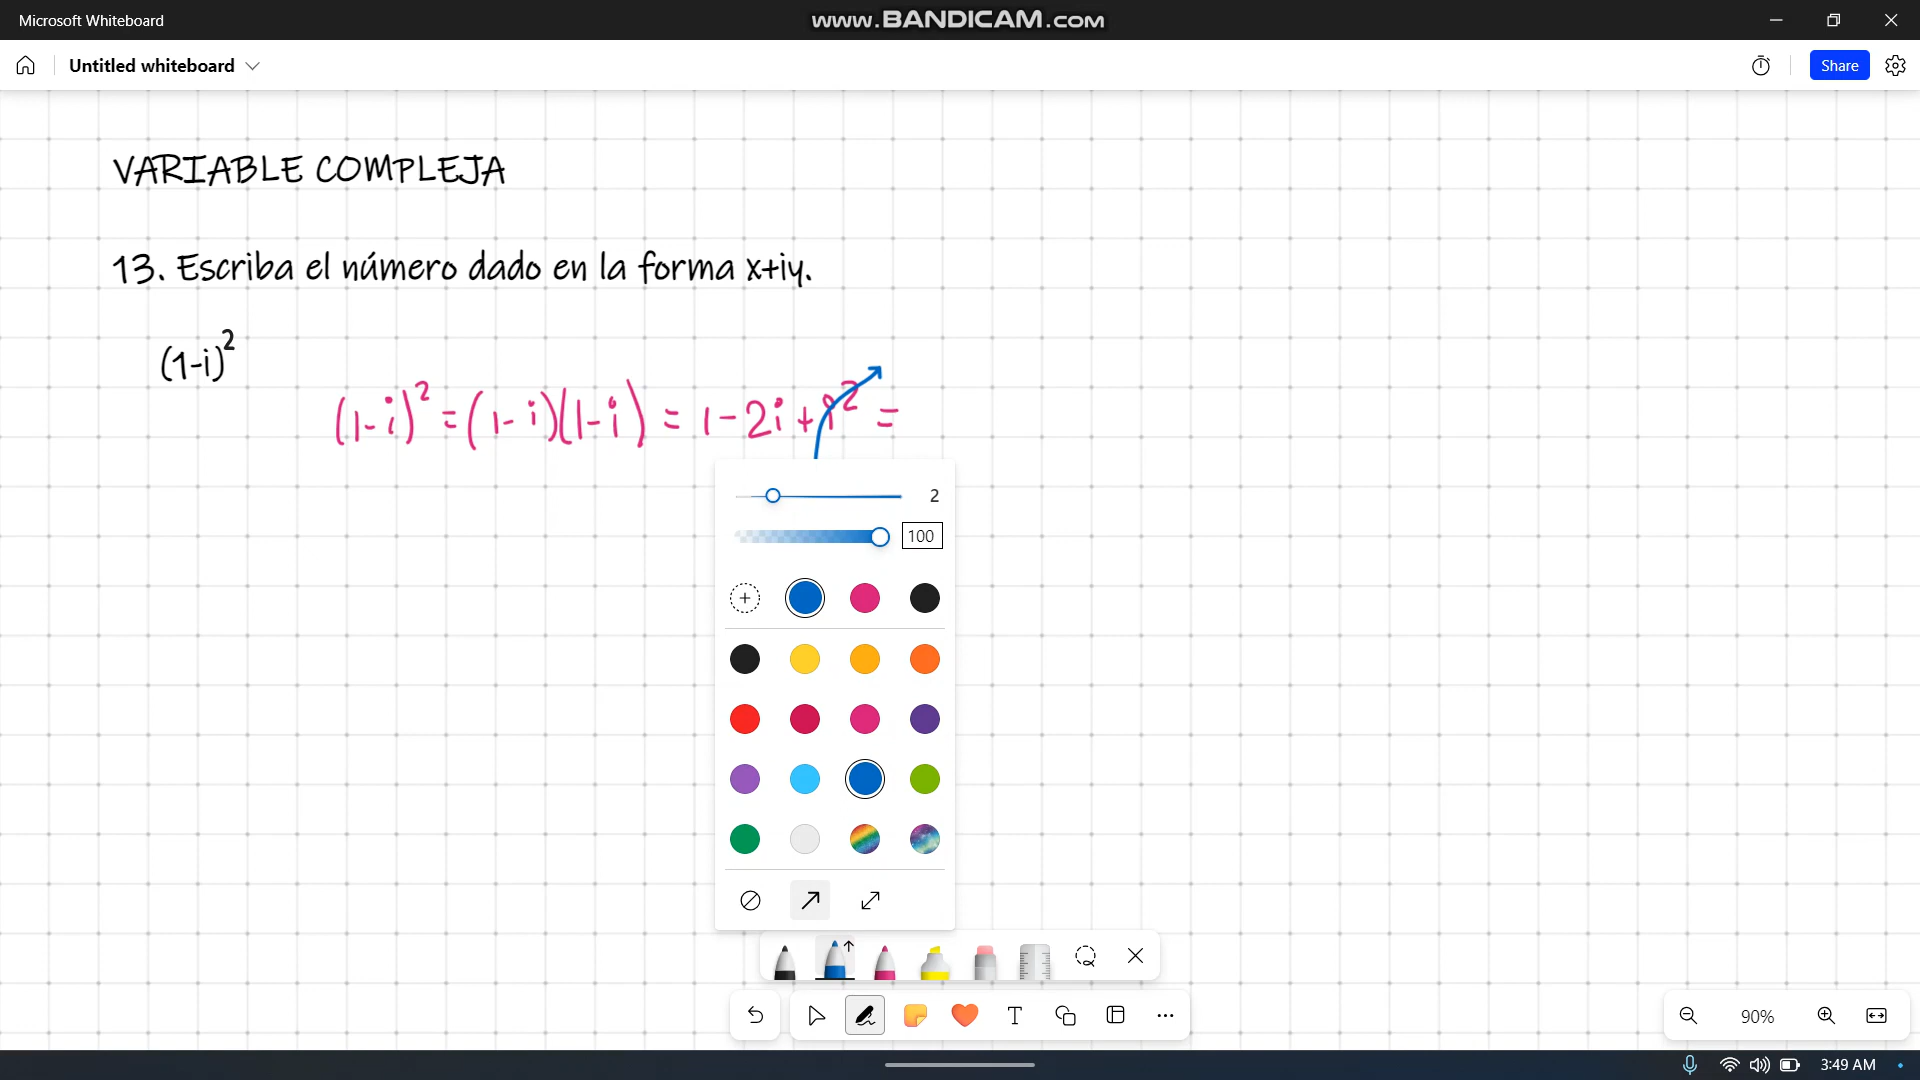 Microsoft Whiteboard
www.BANDICAM.com
Untitled whiteboard
Share
VARIABLE COMPLEJA
13. Escriba el número dado en la forma x+iy.
(1-i)²
(1-i)² = (1-i)(1-i) = 1-2i+i² =
2
100
90%
3:49 AM